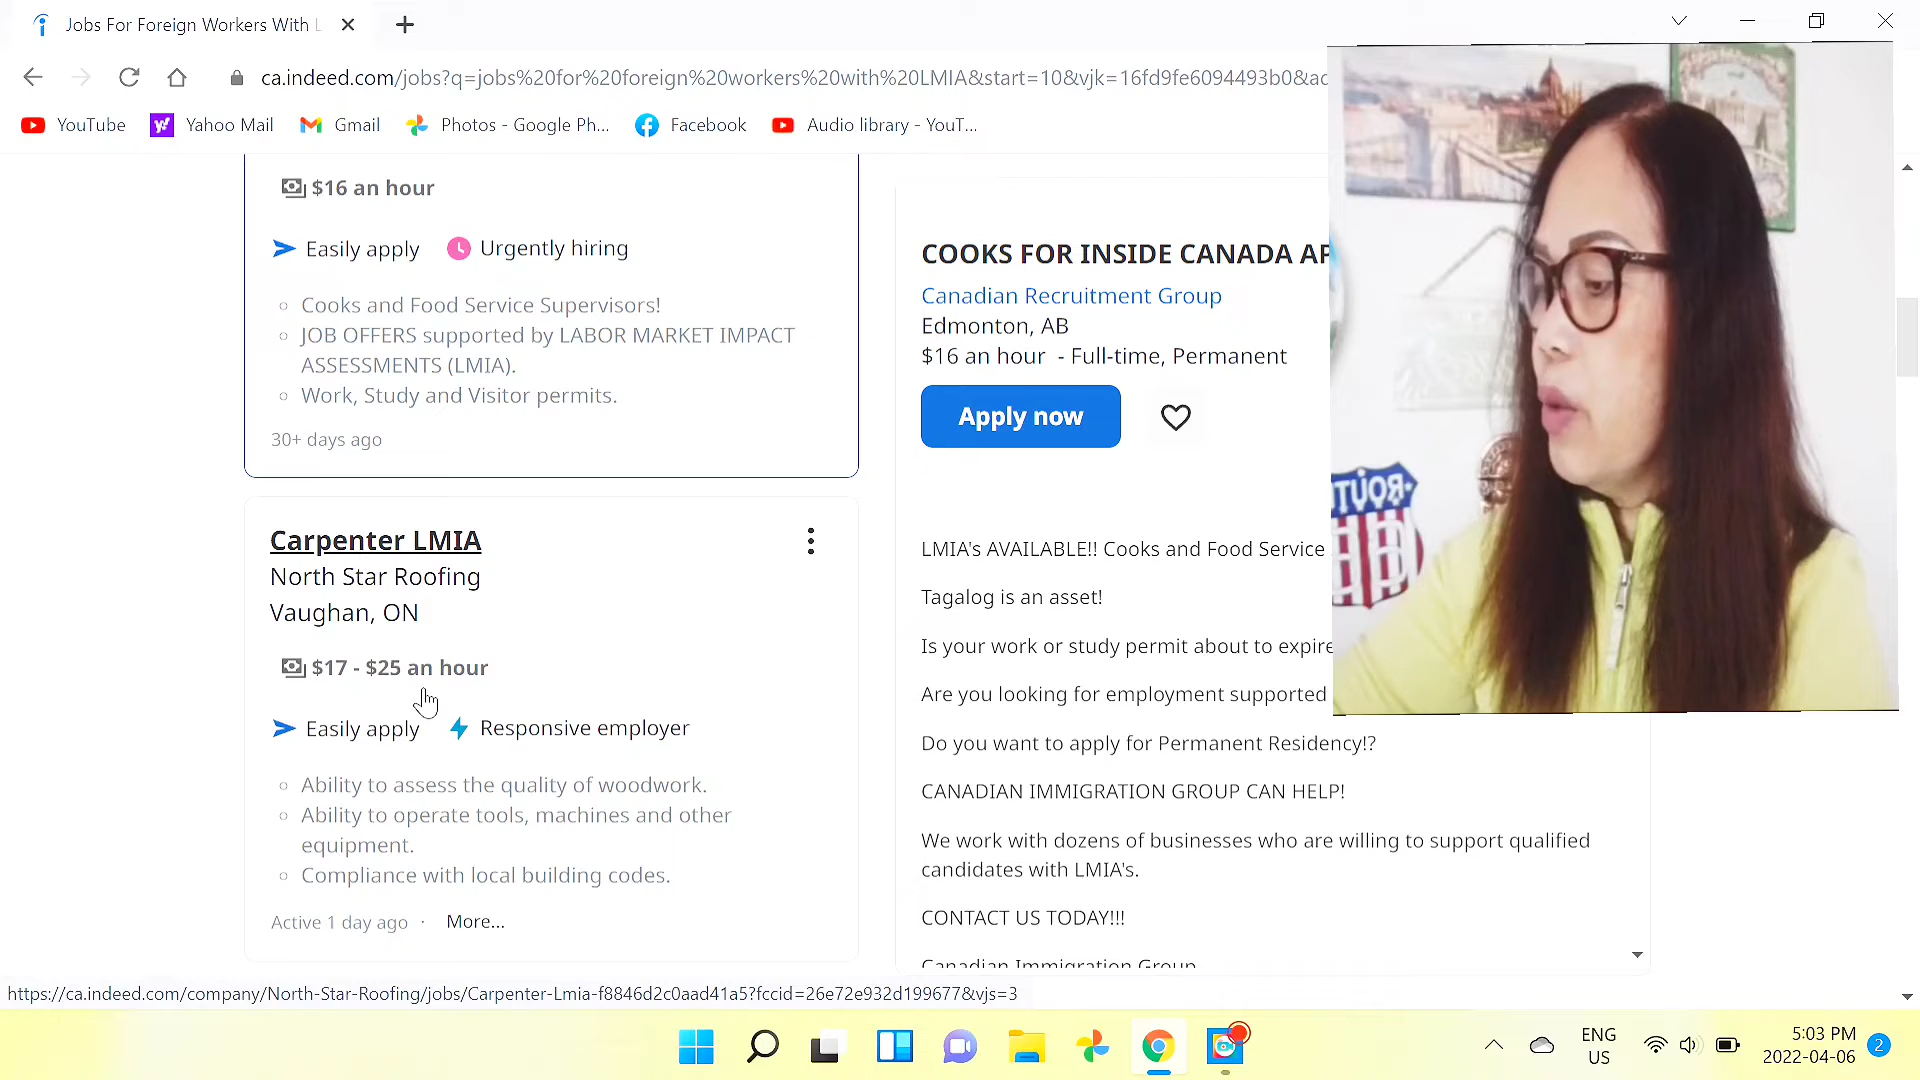 Jobs For Foreign Workers With L
ca.indeed.com/jobs?q=jobs%20for%20foreign%20workers%20with%20LMIA&start=10&vjk=16fd9fe6094493b0&ad
YouTube
Yahoo Mail
Gmail
Photos - Google Ph...
Facebook
Audio library - YouT...
$16 an hour
Easily apply
Urgently hiring
Cooks and Food Service Supervisors!
JOB OFFERS supported by LABOR MARKET IMPACT
ASSESSMENTS (LMIA).
Work, Study and Visitor permits.
30+ days ago
Carpenter LMIA
North Star Roofing
Vaughan, ON
$17 - $25 an hour
Easily apply
Responsive employer
Ability to assess the quality of woodwork.
Ability to operate tools, machines and other
equipment.
Compliance with local building codes.
Active 1 day ago · More...
COOKS FOR INSIDE CANADA AP
Canadian Recruitment Group
Edmonton, AB
$16 an hour - Full-time, Permanent
Apply now
LMIA's AVAILABLE!! Cooks and Food Service
Tagalog is an asset!
Is your work or study permit about to expire
Are you looking for employment supported
Do you want to apply for Permanent Residency!?
CANADIAN IMMIGRATION GROUP CAN HELP!
We work with dozens of businesses who are willing to support qualified
candidates with LMIA's.
CONTACT US TODAY!!!
Canadian Immigration Group
https://ca.indeed.com/company/North-Star-Roofing/jobs/Carpenter-Lmia-f8846d2c0aad41a5?fccid=26e72e932d199677&vjs=3
ENG
US
5:03 PM
2022-04-06
2